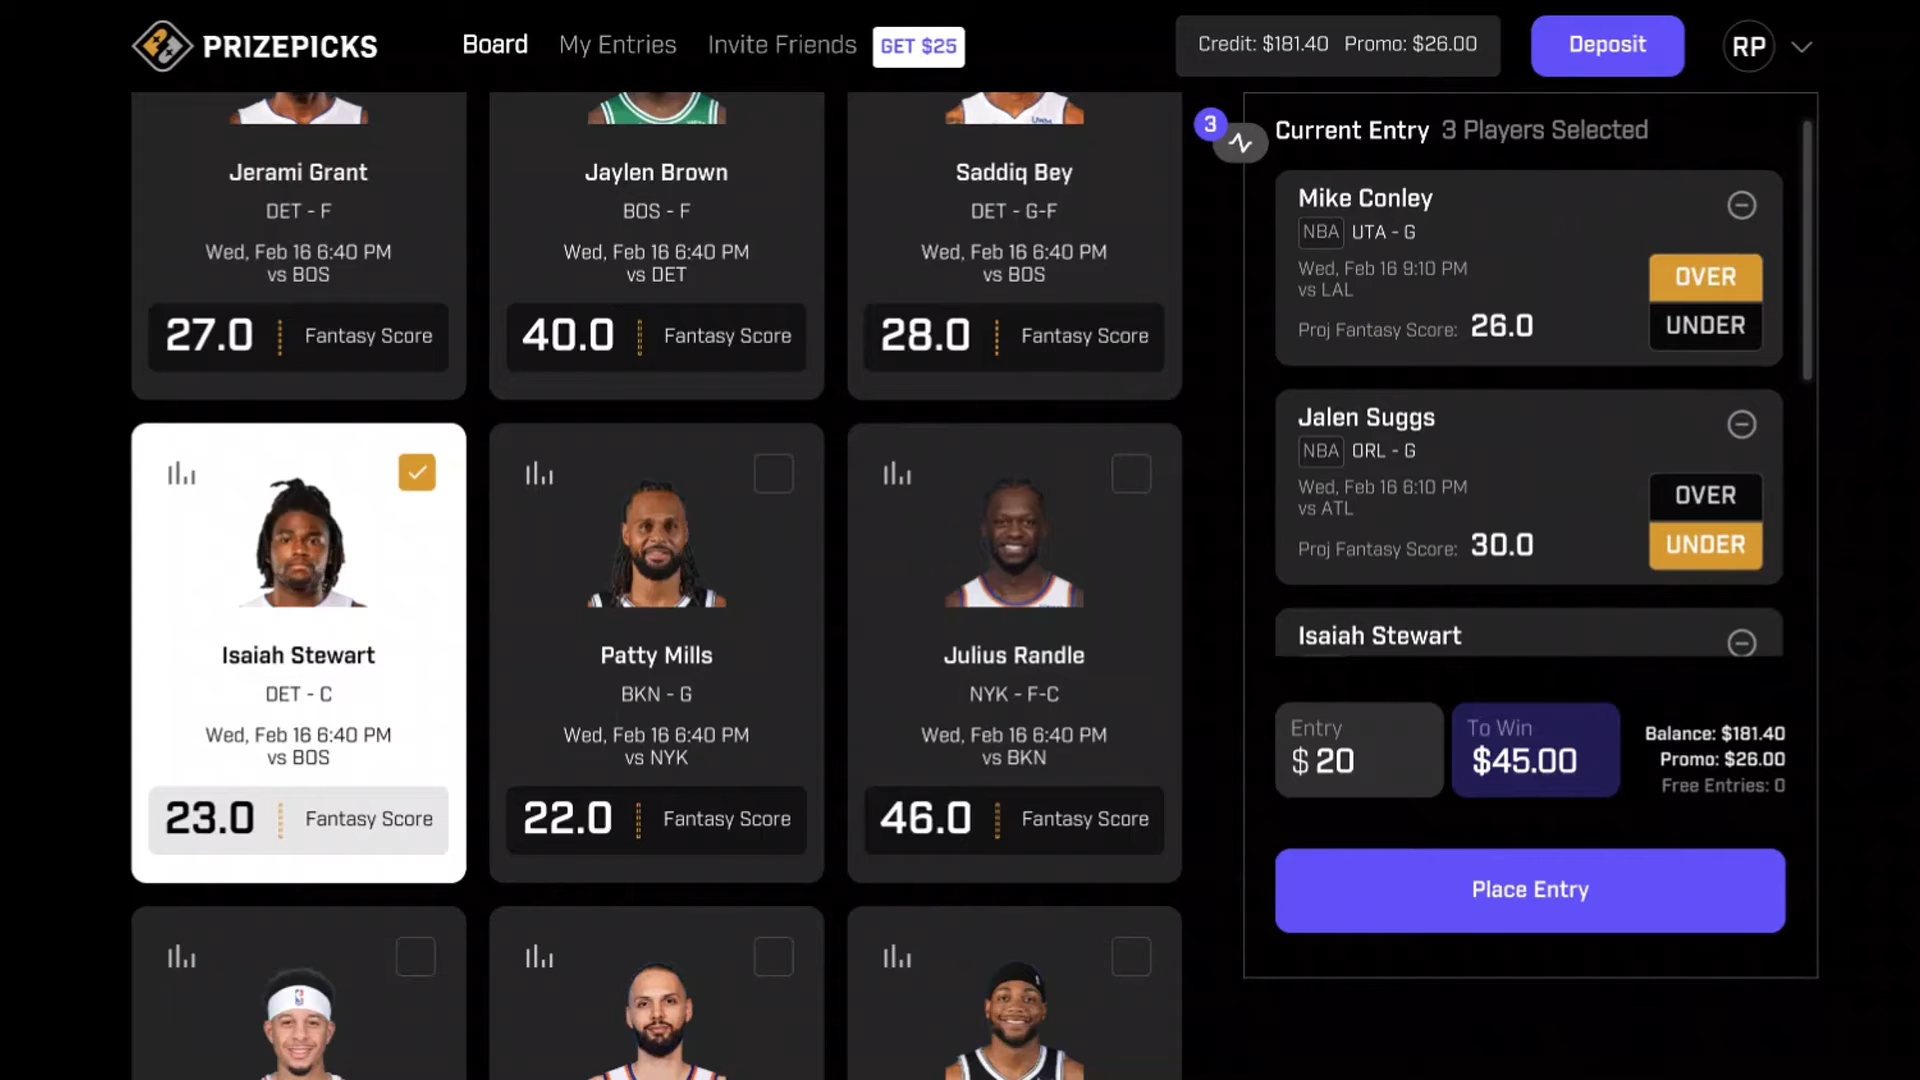 PRIZEPICKS
Board
My Entries
Invite Friends
GET $25
Credit: $181.40 Promo: $26.00
Deposit
RP
Jerami Grant
DET - F
Wed, Feb 16 6:40 PM
vs BOS
27.0
Fantasy Score
Jaylen Brown
BOS - F
Wed, Feb 16 6:40 PM
vs DET
40.0
Fantasy Score
Saddiq Bey
DET - G-F
Wed, Feb 16 6:40 PM
vs BOS
28.0
Fantasy Score
Isaiah Stewart
DET - C
Wed, Feb 16 6:40 PM
vs BOS
23.0
Fantasy Score
Patty Mills
BKN - G
Wed, Feb 16 6:40 PM
vs NYK
22.0
Fantasy Score
Julius Randle
NYK - F-C
Wed, Feb 16 6:40 PM
vs BKN
46.0
Fantasy Score
3
Current Entry 3 Players Selected
Mike Conley
NBA UTA - G
Wed, Feb 16 9:10 PM
vs LAL
Proj Fantasy Score: 26.0
OVER
UNDER
Jalen Suggs
NBA ORL - G
Wed, Feb 16 6:10 PM
vs ATL
Proj Fantasy Score: 30.0
OVER
UNDER
Isaiah Stewart
Entry
$ 20
To Win
$45.00
Balance: $181.40
Promo: $26.00
Free Entries: 0
Place Entry